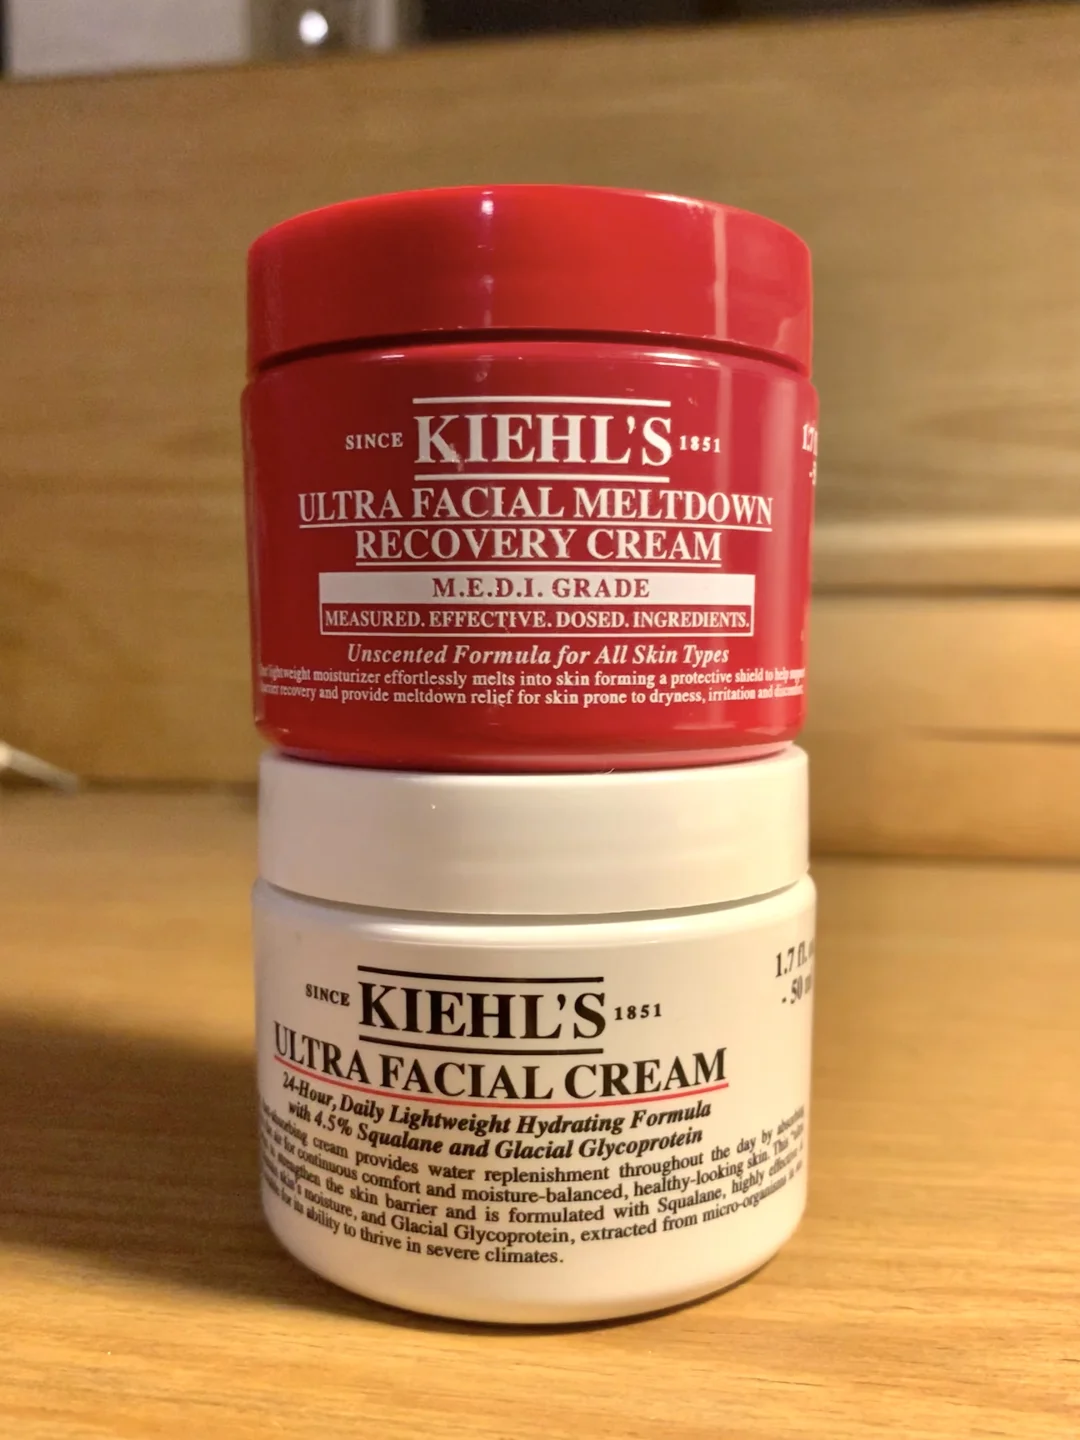 SINCE KIEHL'S 1851
ULTRA FACIAL MELTDOWN
RECOVERY CREAM
M.E.D.I. GRADE
MEASURED. EFFECTIVE. DOSED. INGREDIENTS.
Unscented Formula for All Skin Types
lightweight moisturizer effortlessly melts into skin forming a protective shield to help
recovery and provide meltdown relief for skin prone to dryness, irritation and
SINCE KIEHL'S 1851
1.7 fl.
- 50
ULTRA FACIAL CREAM
24-Hour, Daily Lightweight Hydrating Formula
with 4.5% Squalane and Glacial Glycoprotein
cream provides water replenishment throughout the day by absorbing
air for continuous comfort and moisture-balanced, healthy-looking skin. This
strengthen the skin barrier and is formulated with Squalane, highly
skin's moisture, and Glacial Glycoprotein, extracted from micro-organisms
for its ability to thrive in severe climates.